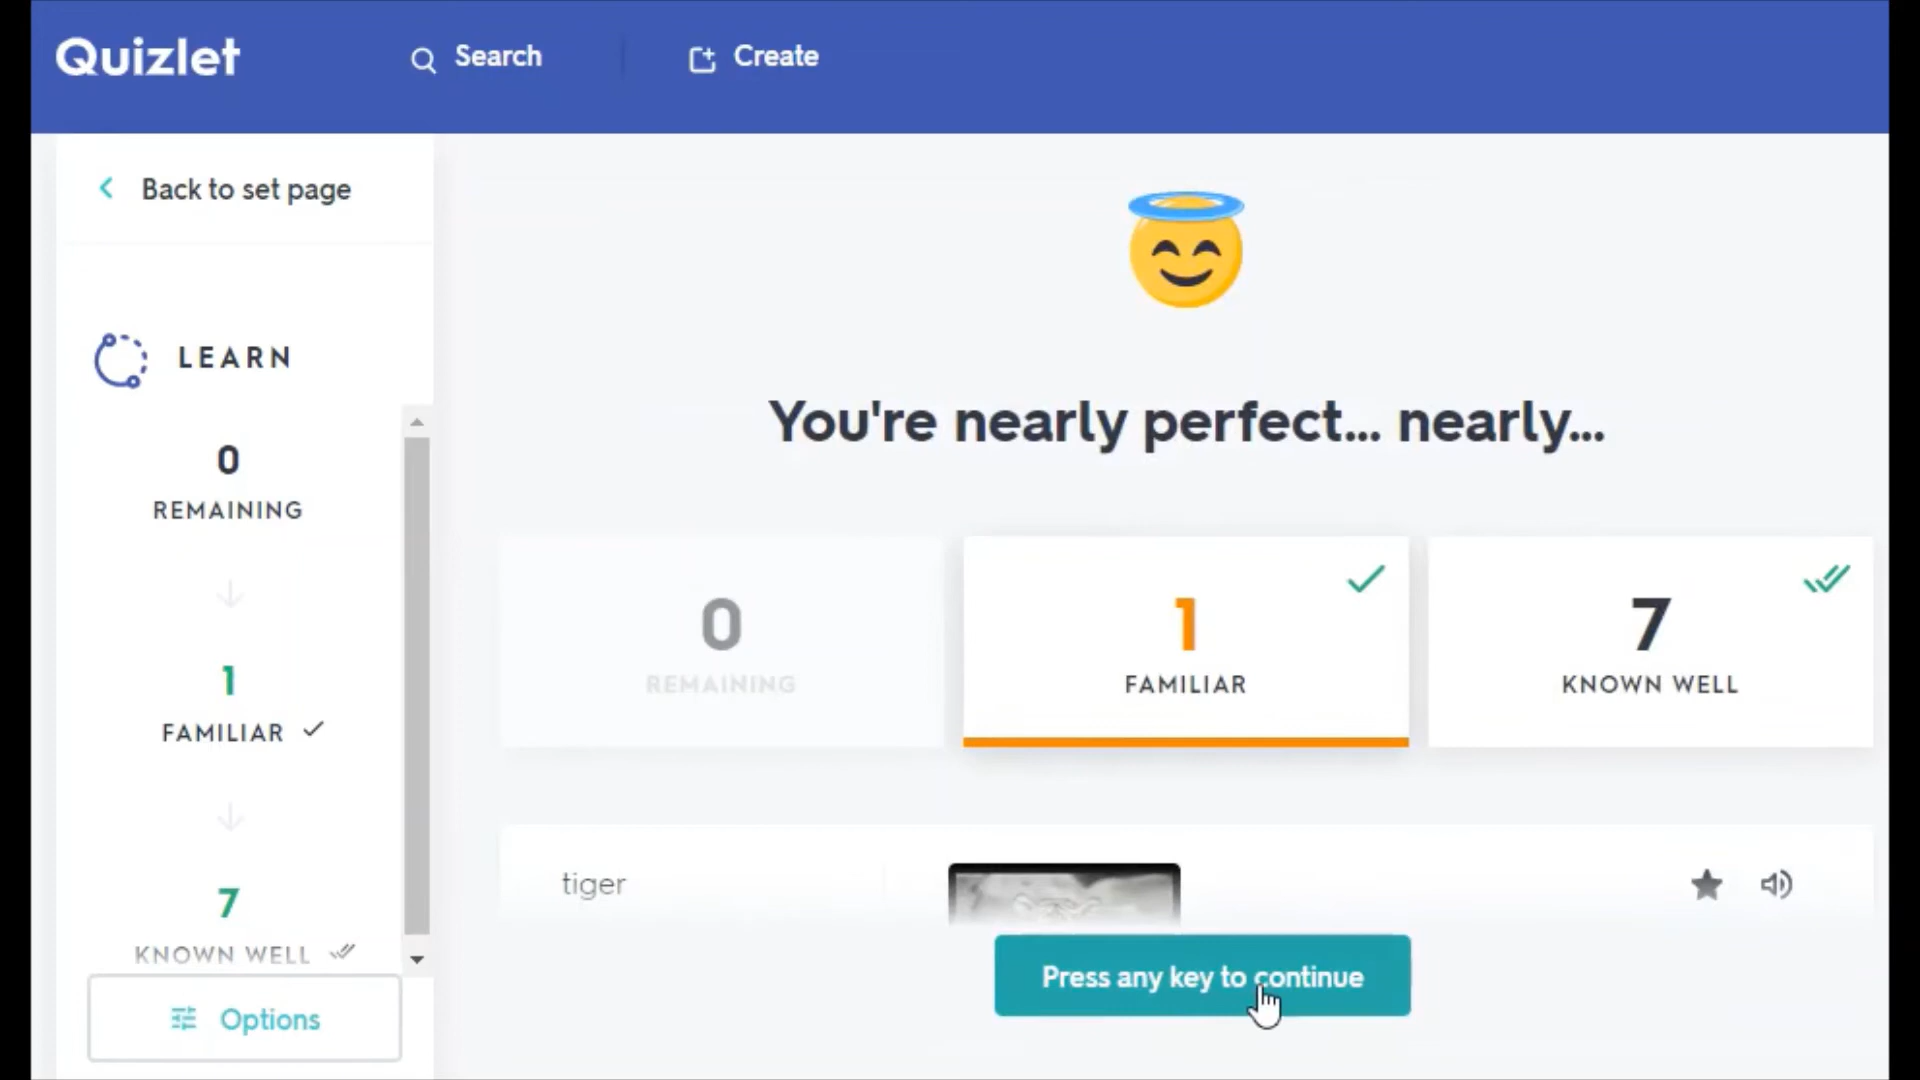 Quizlet
Search
Create
Back to set page
LEARN
0
REMAINING
1
FAMILIAR
7
KNOWN WELL
Options
You're nearly perfect... nearly...
0
REMAINING
1
FAMILIAR
7
KNOWN WELL
tiger
Press any key to continue